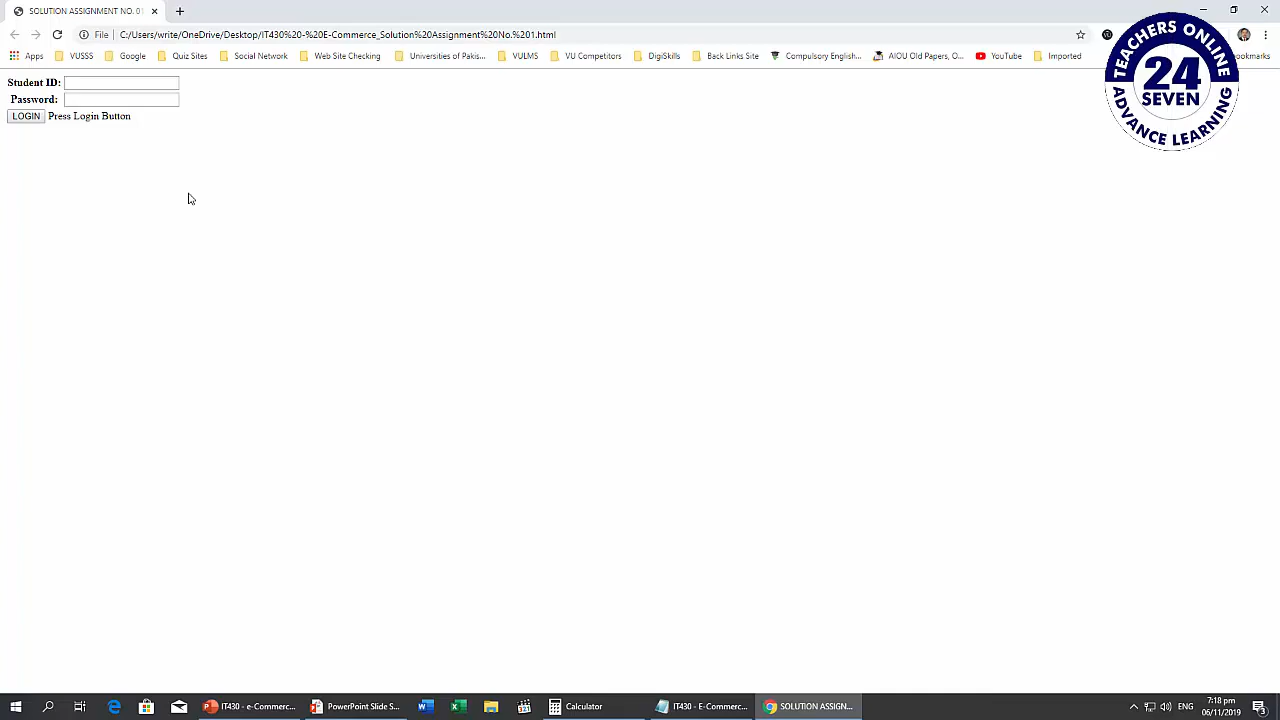 SOLUTION ASSIGNMENT NO. 01
File
C:/Users/write/OneDrive/Desktop/IT430%20-%20E-Commerce_Solution%20Assignment%20No.%201.html
Apps VUSSS Google Quiz Sites Social Network Web Site Checking Universities of Pakis... VULMS VU Competitors DigiSkills Back Links Site Compulsory English... AIOU Old Papers, O... YouTube Imported
TEACHERS ONLINE
24
SEVEN
ADVANCE LEARNING
Student ID:
Password:
LOGIN Press Login Button
IT430 - e-Commerc... PowerPoint Slide S... Calculator IT430 - E-Commerc... SOLUTION ASSIGN... ENG 7:18 pm
06/11/2019